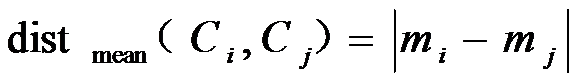 dist mean ( C i , C j ) = | m i − m j |